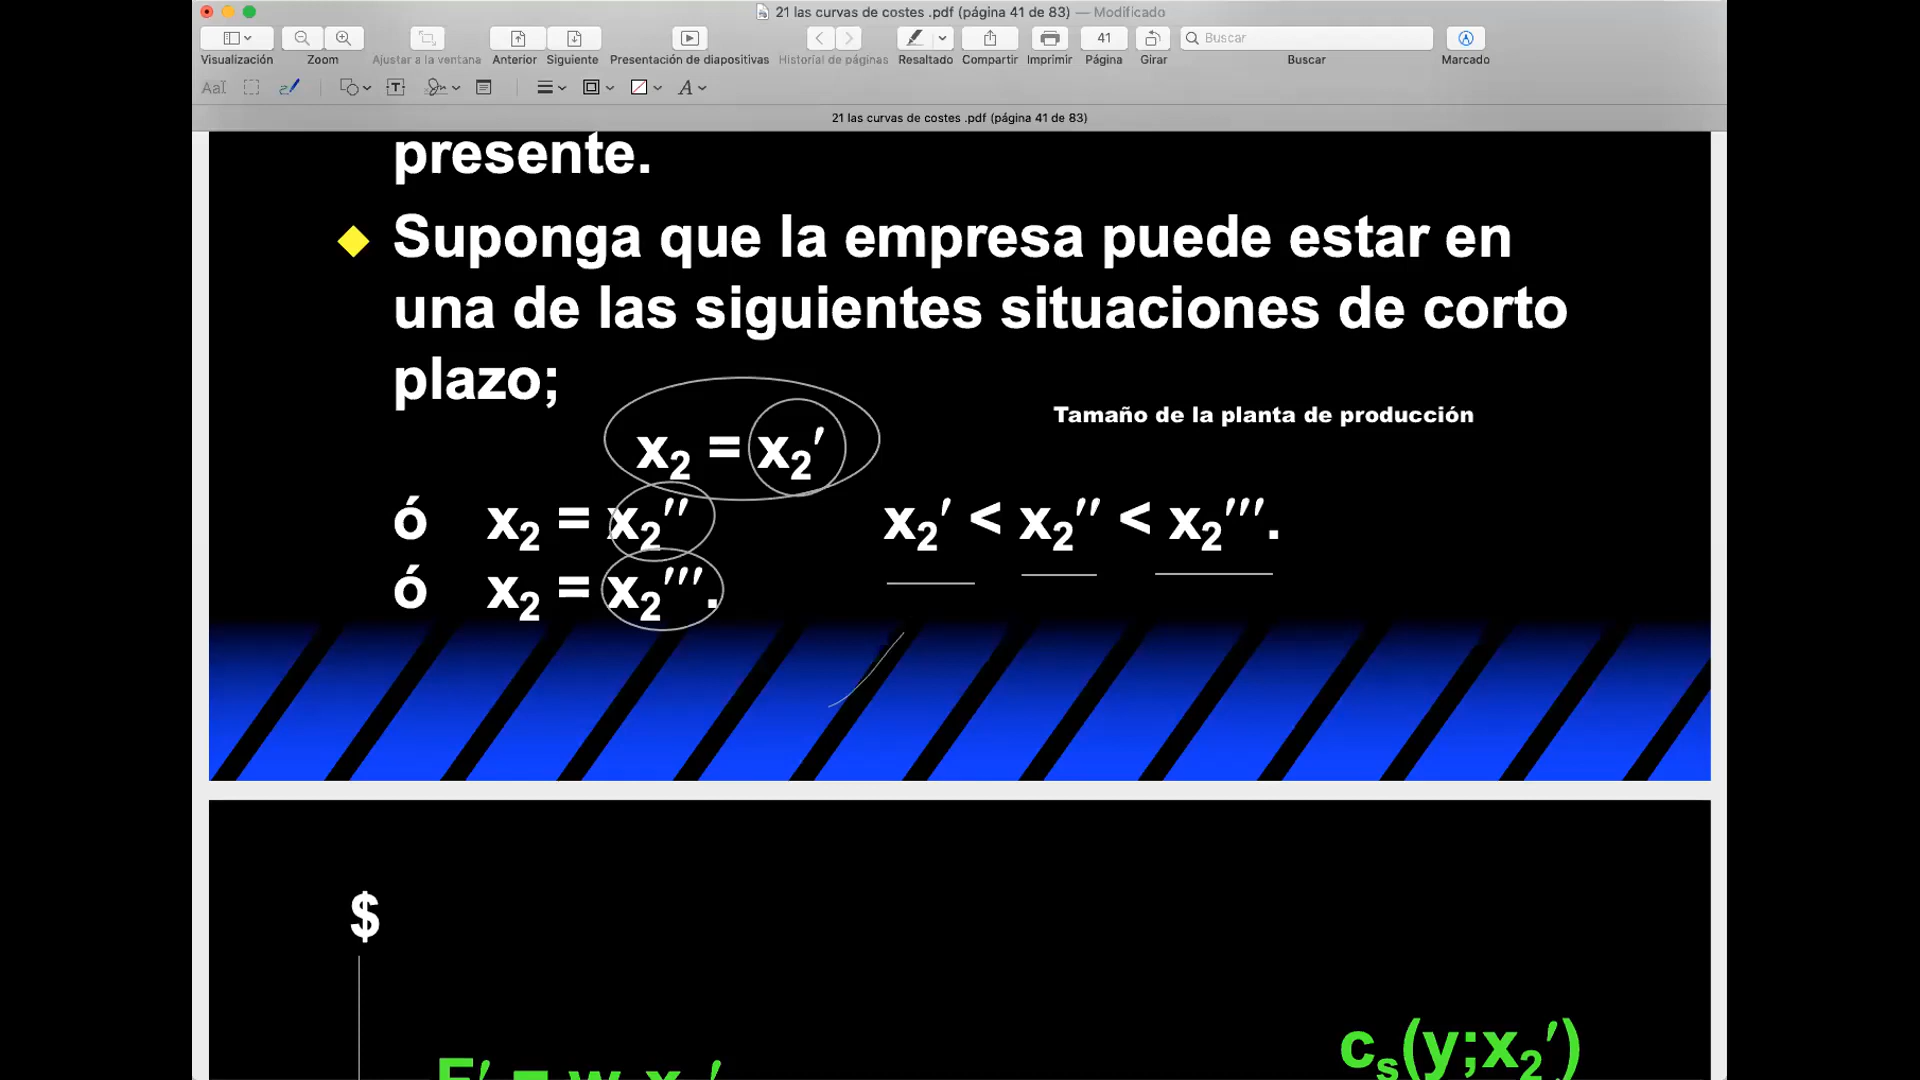 21 las curvas de costes .pdf (página 41 de 83) — Modificado
41
Buscar
Visualización Zoom Ajustar a la ventana Anterior Siguiente Presentación de diapositivas Historial de páginas Resaltado Compartir Imprimir Página Girar Buscar Marcado
21 las curvas de costes .pdf (página 41 de 83)
presente.
Suponga que la empresa puede estar en
una de las siguientes situaciones de corto
plazo;
Tamaño de la planta de producción
x₂ = x₂′
ó x₂ = x₂′′ x₂′ < x₂′′ < x₂′′′.
ó x₂ = x₂′′′.
$
cₛ(y;x₂′)